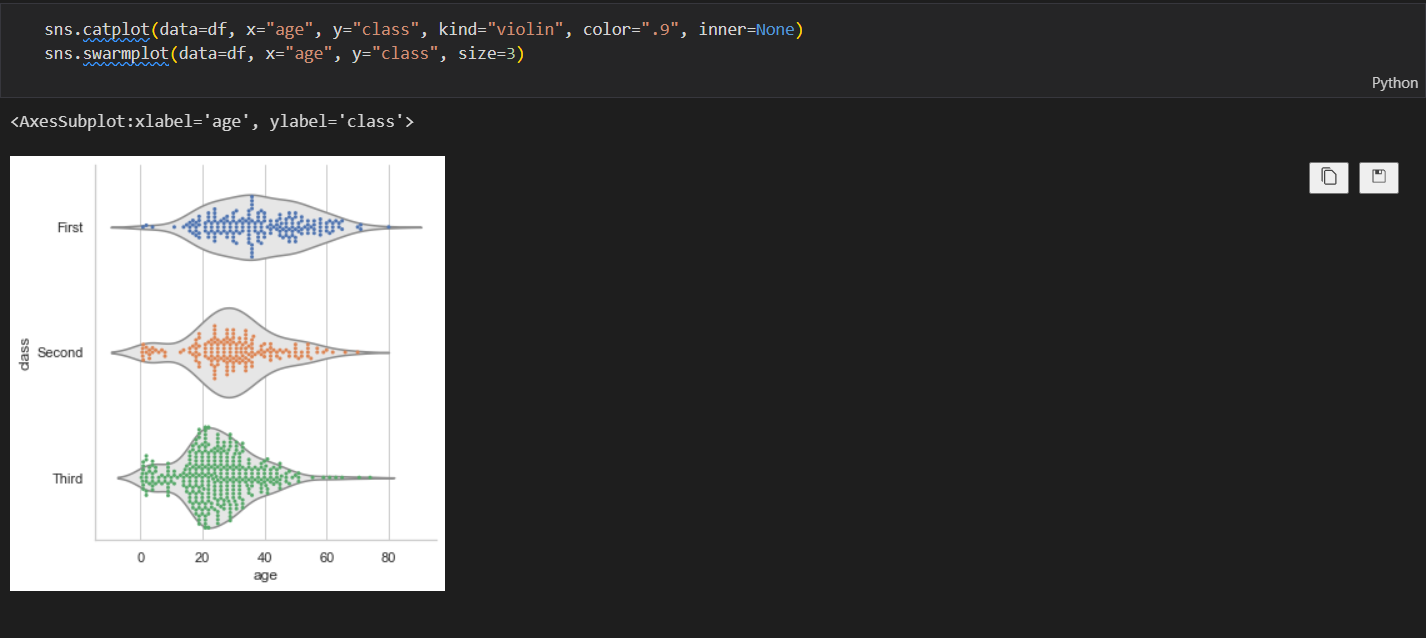 sns.catplot(data=df, x="age", y="class", kind="violin", color=".9", inner=None)
sns.swarmplot(data=df, x="age", y="class", size=3)
Python
<AxesSubplot:xlabel='age', ylabel='class'>
First
Second
Third
class
0 20 40 60 80
age